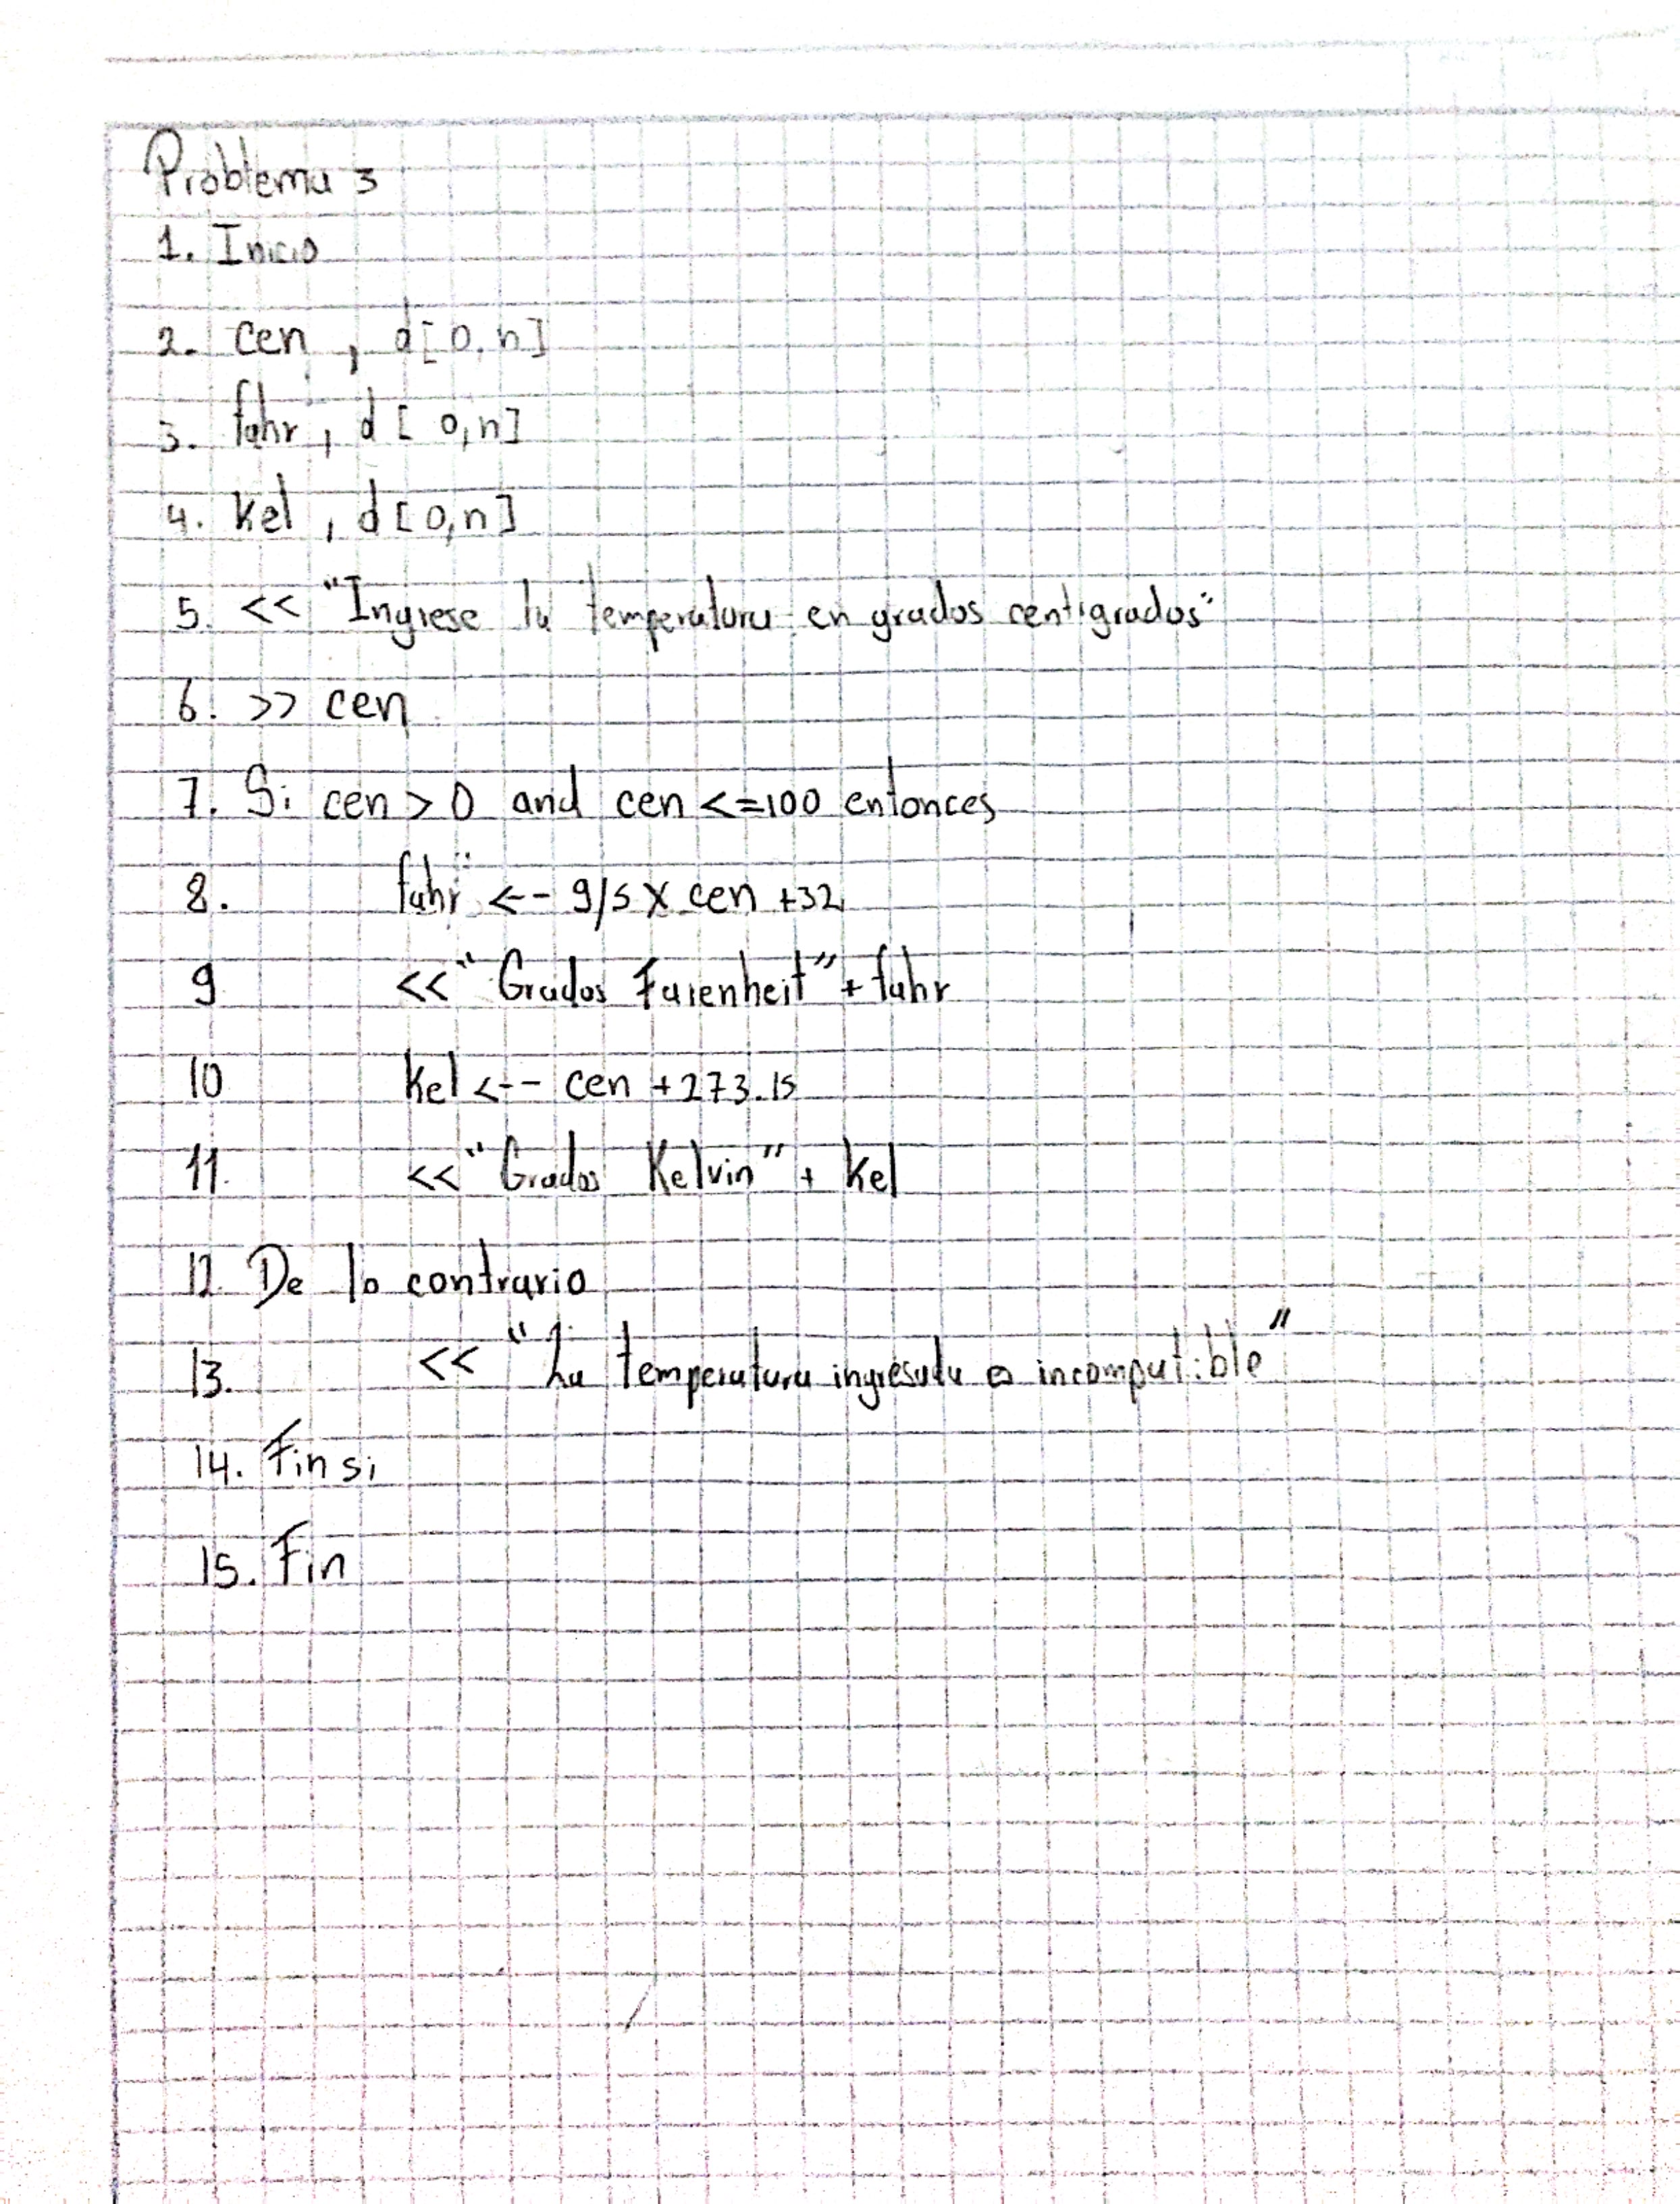 Problema 3
1. Inicio
2. cen , d[0,n]
3. fahr, d [ 0,n]
4. Kel , d[0,n]
5. << "Ingrese la temperatura en grados centigrados"
6. >> cen
7. Si cen > 0 and cen <=100 entonces
8. fahr <- 9/5 x cen +32
9 << "Grados Farenheit" + fahr
10 Kel <-- cen +273.15
11. << "Grados Kelvin" + Kel
12 De lo contrario
13. << "La temperatura ingresada es incompatible"
14. Fin si
15. Fin